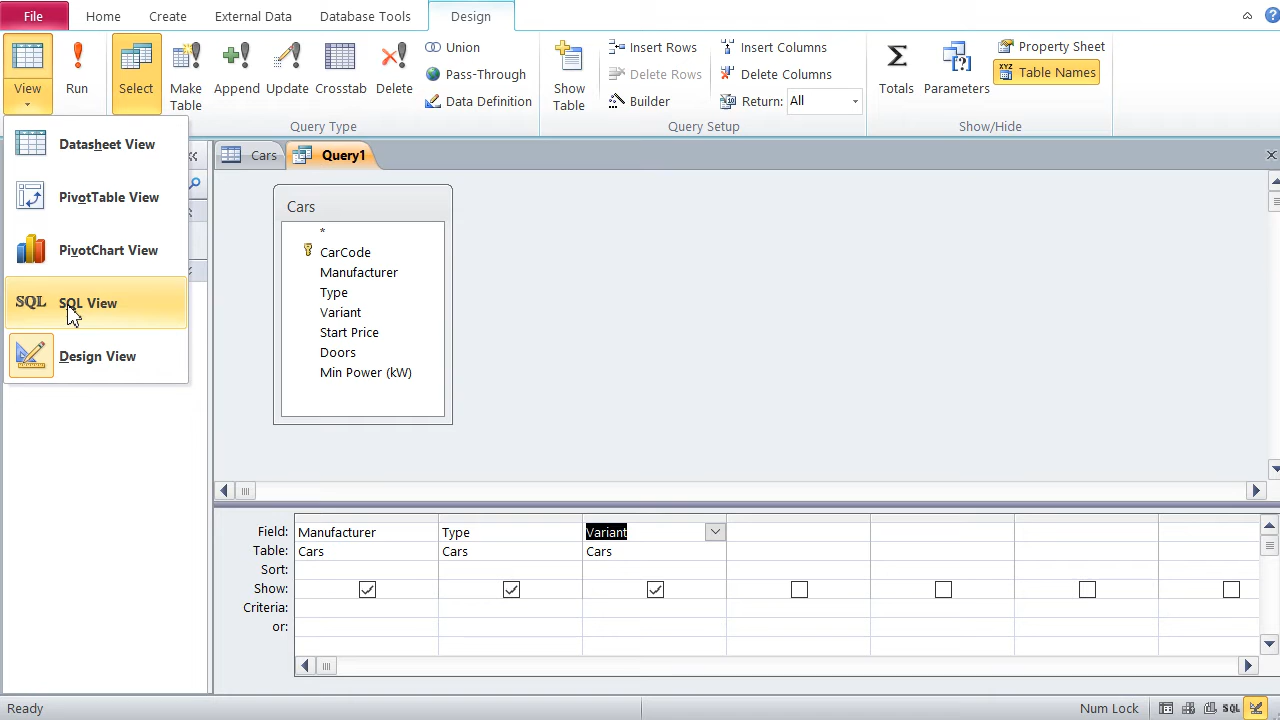 File Home Create External Data Database Tools Design
View Run Select Make Table Append Update Crosstab Delete
Union
Pass-Through
Data Definition
Show Table
Insert Rows
Delete Rows
Builder
Insert Columns
Delete Columns
Return: All
Totals Parameters
Property Sheet
XYZ Table Names
Query Type Query Setup Show/Hide
Datasheet View
PivotTable View
PivotChart View
SQL SQL View
Design View
Cars Query1
Cars
*
CarCode
Manufacturer
Type
Variant
Start Price
Doors
Min Power (kW)
Field: Manufacturer Type Variant
Table: Cars Cars Cars
Sort:
Show:
Criteria:
or:
Ready Num Lock SQL